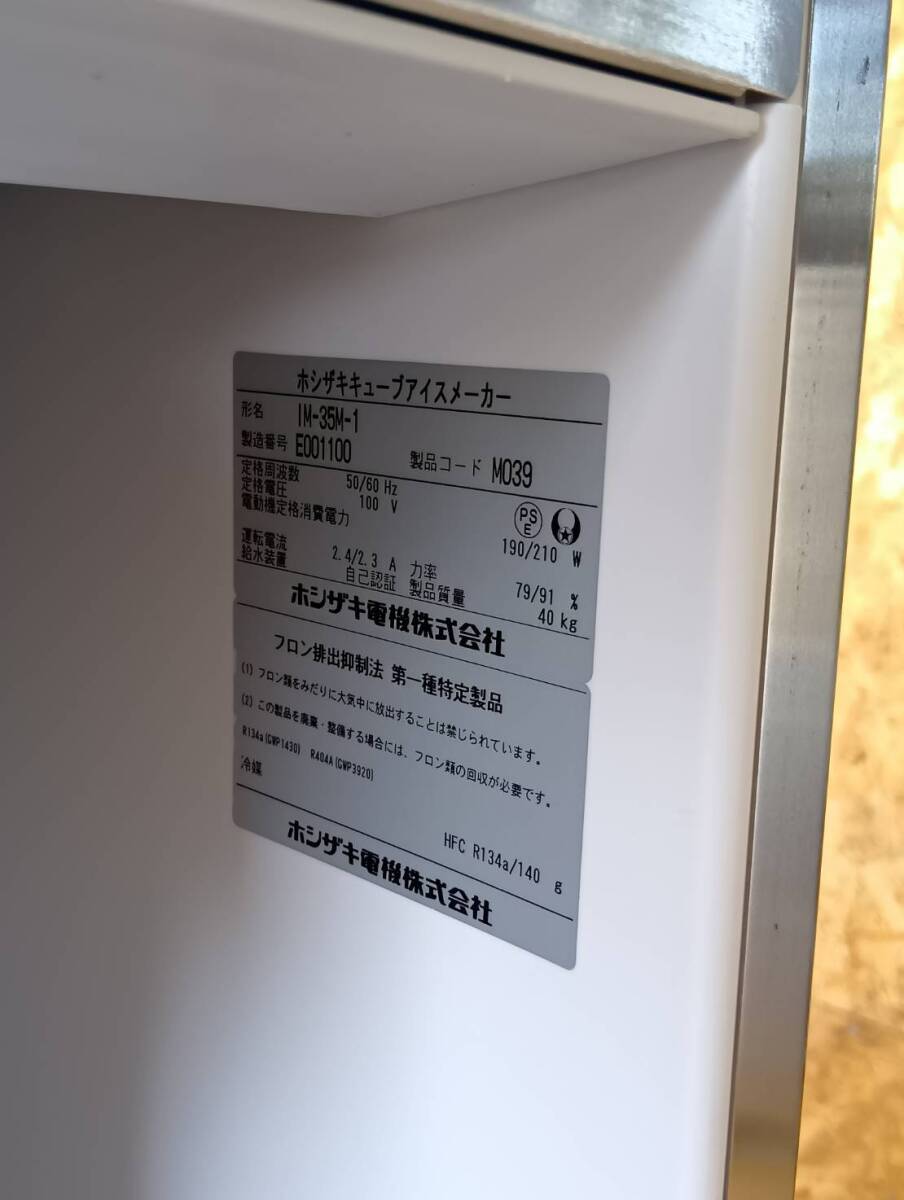 ホシザキキューブアイスメーカー
形名 IM-35M-1
製造番号 E001100 製品コード M039
定格周波数 50/60 Hz
定格電圧 100 V
PS E
電動機定格消費電力 190/210 W
運転電流 2.4/2.3 A 力率 79/91 %
給水装置 自己認証 製品質量 40 kg
ホシザキ電機株式会社
フロン排出抑制法 第一種特定製品
(1) フロン類をみだりに大気中に放出することは禁じられています。
(2) この製品を廃棄・整備する場合には、フロン類の回収が必要です。
R134a(GWP1430) R404A(GWP3920)
冷媒 HFC R134a/140 g
ホシザキ電機株式会社